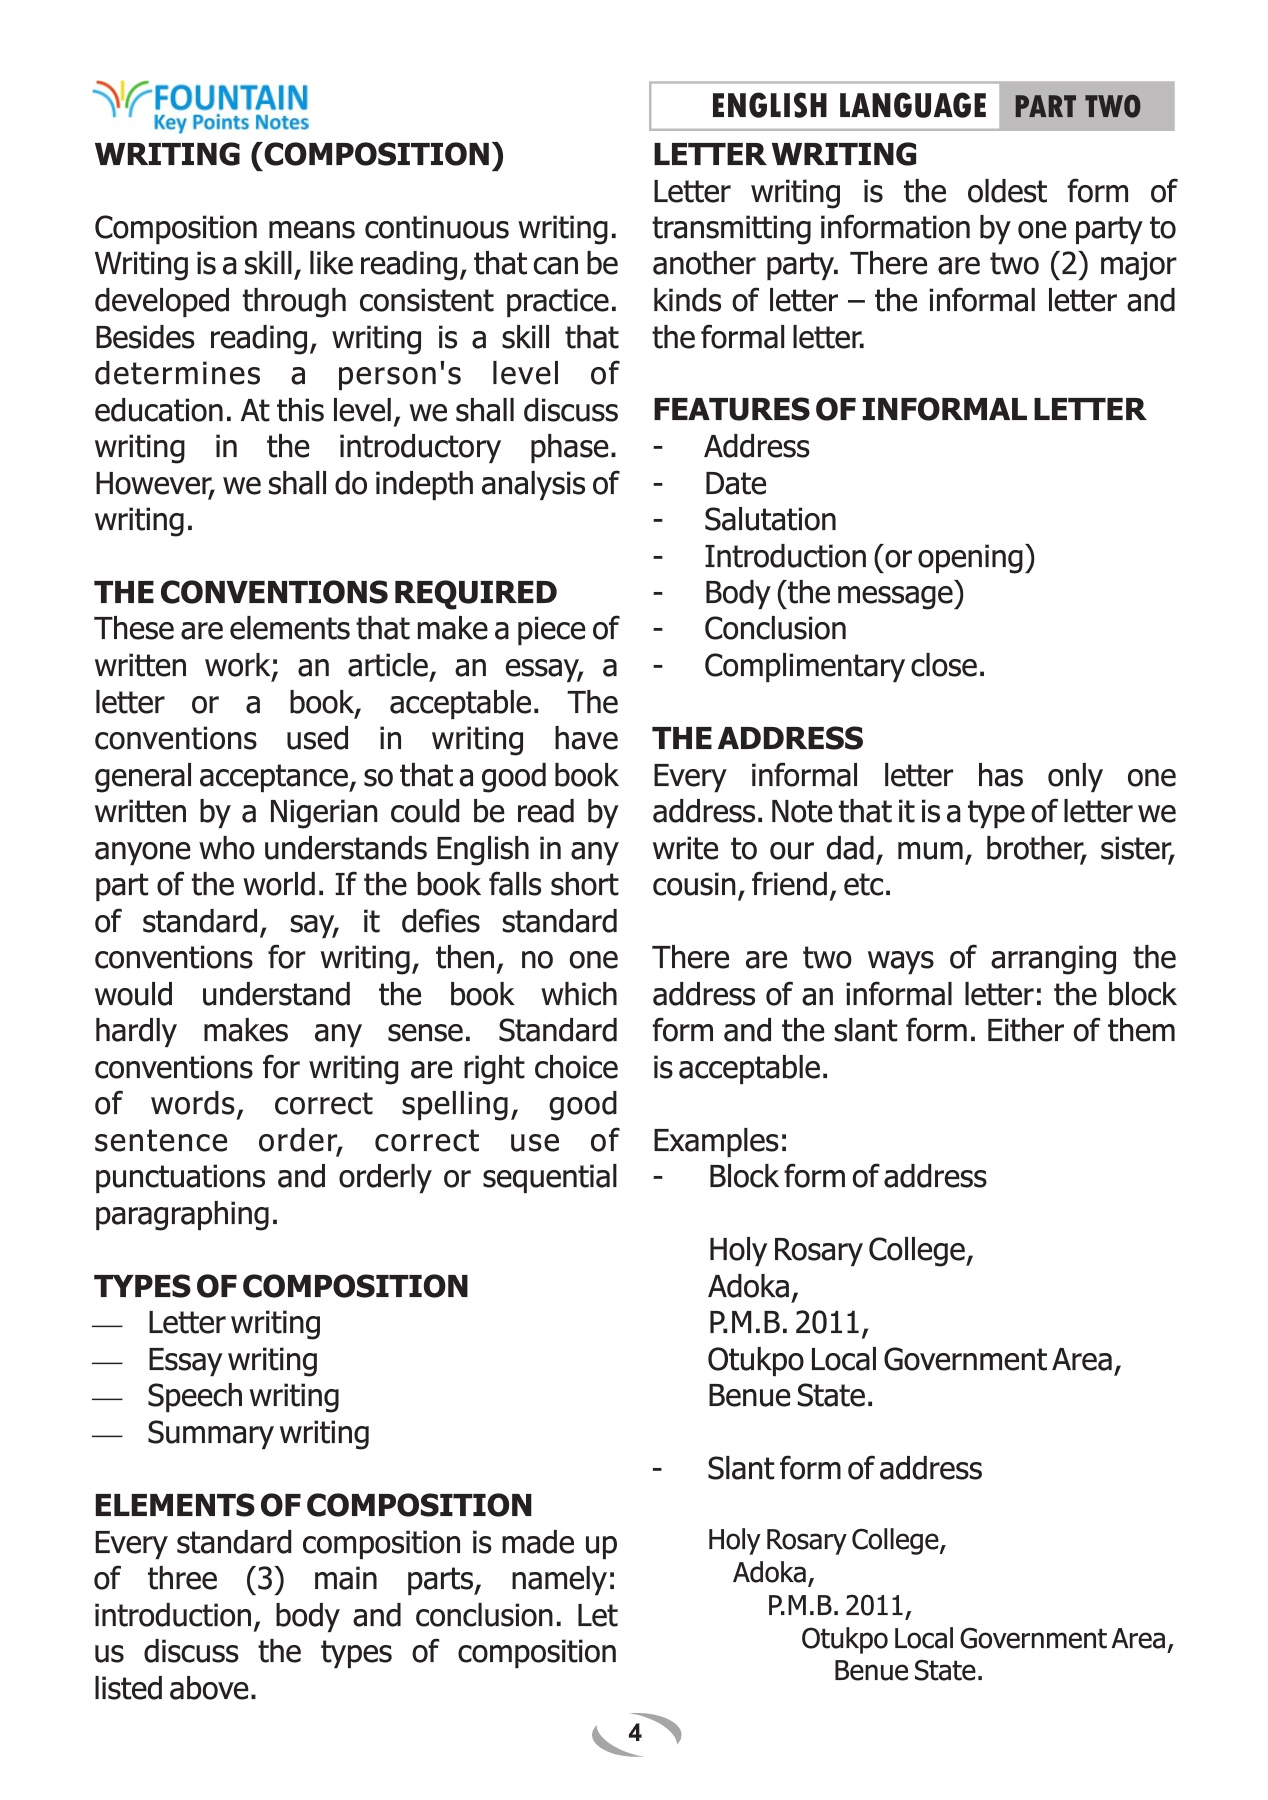 FOUNTAIN
Key Points Notes
ENGLISH LANGUAGE PART TWO
WRITING (COMPOSITION)
Composition means continuous writing.
Writing is a skill, like reading, that can be
developed through consistent practice.
Besides reading, writing is a skill that
determines a person's level of
education. At this level, we shall discuss
writing in the introductory phase.
However, we shall do indepth analysis of
writing.
THE CONVENTIONS REQUIRED
These are elements that make a piece of
written work; an article, an essay, a
letter or a book, acceptable. The
conventions used in writing have
general acceptance, so that a good book
written by a Nigerian could be read by
anyone who understands English in any
part of the world. If the book falls short
of standard, say, it defies standard
conventions for writing, then, no one
would understand the book which
hardly makes any sense. Standard
conventions for writing are right choice
of words, correct spelling, good
sentence order, correct use of
punctuations and orderly or sequential
paragraphing.
TYPES OF COMPOSITION
— Letter writing
— Essay writing
— Speech writing
— Summary writing
ELEMENTS OF COMPOSITION
Every standard composition is made up
of three (3) main parts, namely:
introduction, body and conclusion. Let
us discuss the types of composition
listed above.
LETTER WRITING
Letter writing is the oldest form of
transmitting information by one party to
another party. There are two (2) major
kinds of letter – the informal letter and
the formal letter.
FEATURES OF INFORMAL LETTER
- Address
- Date
- Salutation
- Introduction (or opening)
- Body (the message)
- Conclusion
- Complimentary close.
THE ADDRESS
Every informal letter has only one
address. Note that it is a type of letter we
write to our dad, mum, brother, sister,
cousin, friend, etc.
There are two ways of arranging the
address of an informal letter: the block
form and the slant form. Either of them
is acceptable.
Examples:
- Block form of address
Holy Rosary College,
Adoka,
P.M.B. 2011,
Otukpo Local Government Area,
Benue State.
- Slant form of address
Holy Rosary College,
Adoka,
P.M.B. 2011,
Otukpo Local Government Area,
Benue State.
4